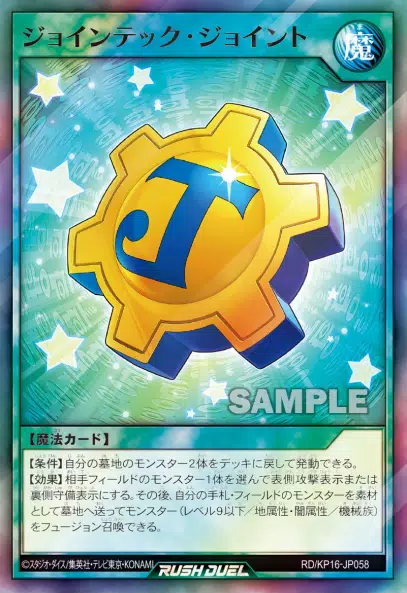 ジョインテック・ジョイント
魔
J
SAMPLE
【魔法カード】
【条件】自分の墓地のモンスター2体をデッキに戻して発動できる。
【効果】相手フィールドのモンスター1体を選んで表側攻撃表示または
裏側守備表示にする。その後、自分の手札・フィールドのモンスターを素材
として墓地へ送ってモンスター(レベル9以下/地属性・闇属性/機械族)
をフュージョン召喚できる。
©スタジオ・ダイス/集英社・テレビ東京・KONAMI
RUSH DUEL
RD/KP16-JP058